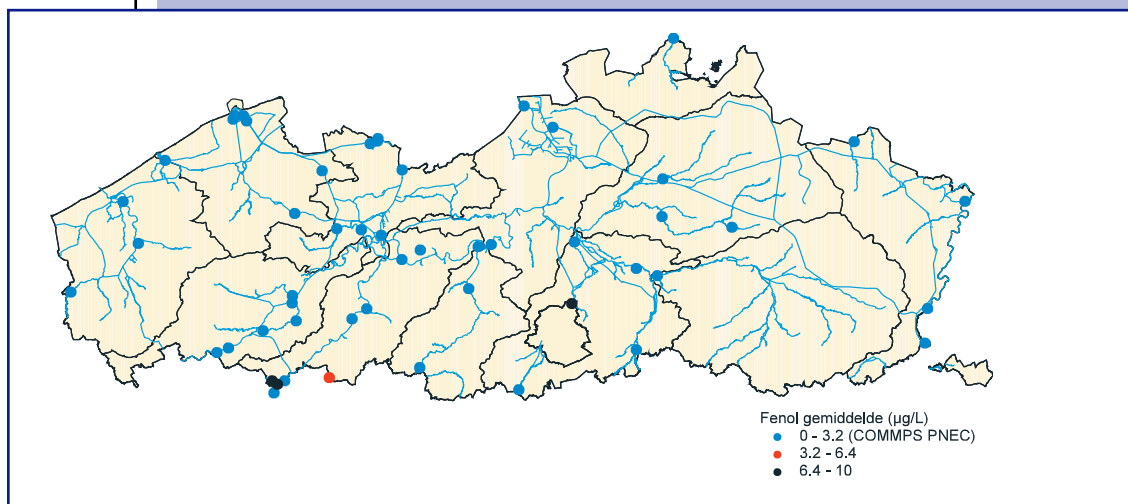 Fenol gemiddelde (µg/L)
0 - 3.2 (COMMPS PNEC)
3.2 - 6.4
6.4 - 10